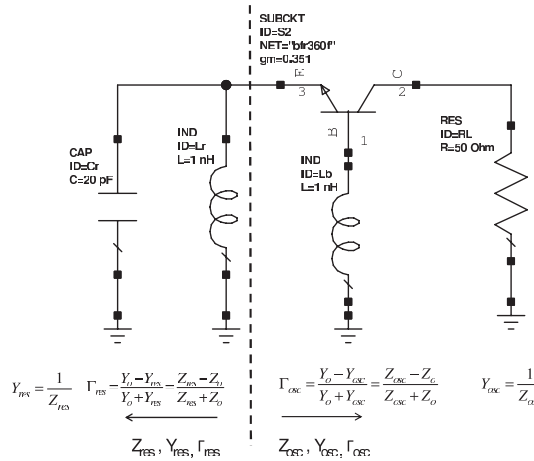 SUBCKT
ID=S2
NET="bfr360f"
gm=0.351
E
3
C
2
B
1
CAP
ID=Cr
C=20 pF
IND
ID=Lr
L=1 nH
IND
ID=Lb
L=1 nH
RES
ID=RL
R=50 Ohm
Y_res = 1/Z_res
Γ_res = (Y_o − Y_res)/(Y_o + Y_res) = (Z_res − Z_o)/(Z_res + Z_o)
Γ_osc = (Y_o − Y_osc)/(Y_o + Y_osc) = (Z_osc − Z_o)/(Z_osc + Z_o)
Y_osc = 1/Z_os
Z_res , Y_res, Γ_res
Z_osc, Y_osc, Γ_osc